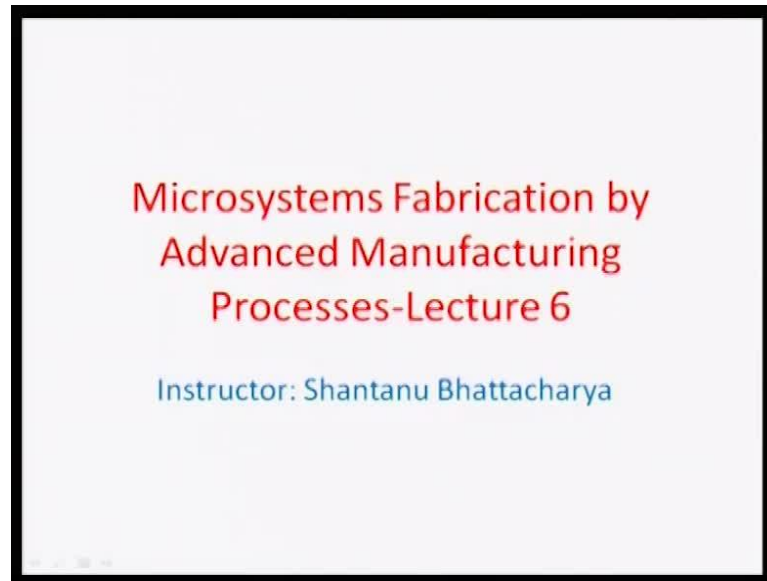 Microsystems Fabrication by
Advanced Manufacturing
Processes-Lecture 6
Instructor: Shantanu Bhattacharya